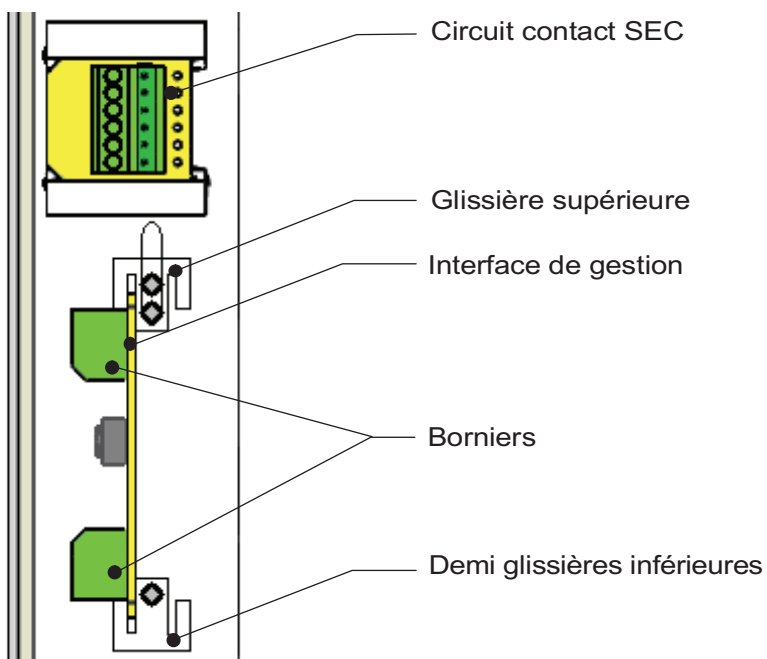 Circuit contact SEC
Glissière supérieure
Interface de gestion
Borniers
Demi glissières inférieures